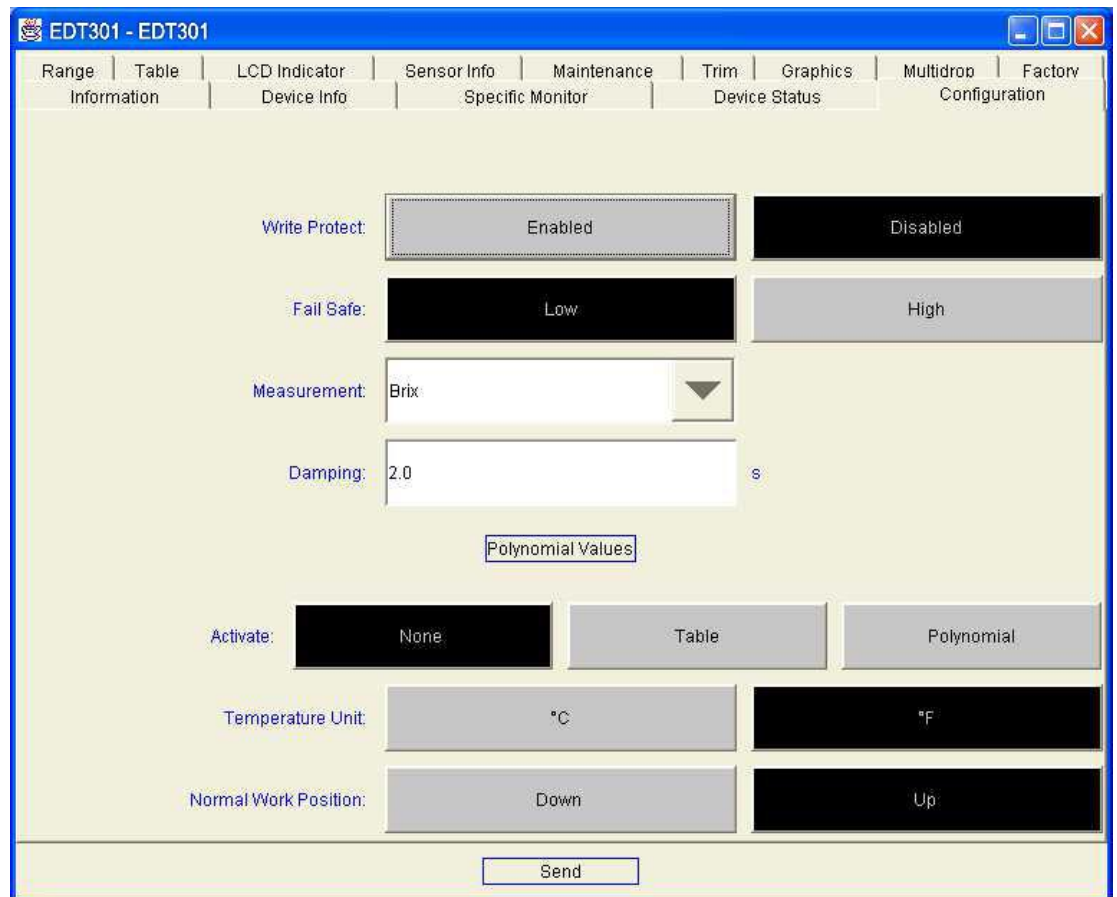 EDT301 - EDT301
Range Table LCD Indicator Sensor Info Maintenance Trim Graphics Multidrop Factory
Information Device Info Specific Monitor Device Status Configuration
Write Protect: Enabled Disabled
Fail Safe: Low High
Measurement: Brix
Damping: 2.0 s
Polynomial Values
Activate: None Table Polynomial
Temperature Unit: °C °F
Normal Work Position: Down Up
Send